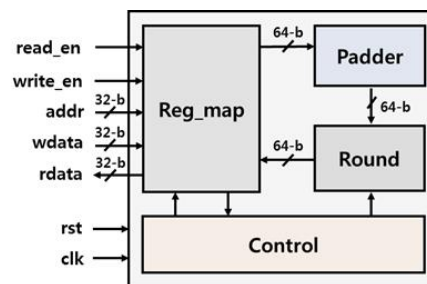 read_en
write_en
addr
32-b
wdata
32-b
rdata
32-b
rst
clk
Reg_map
64-b
Padder
64-b
64-b
Round
Control